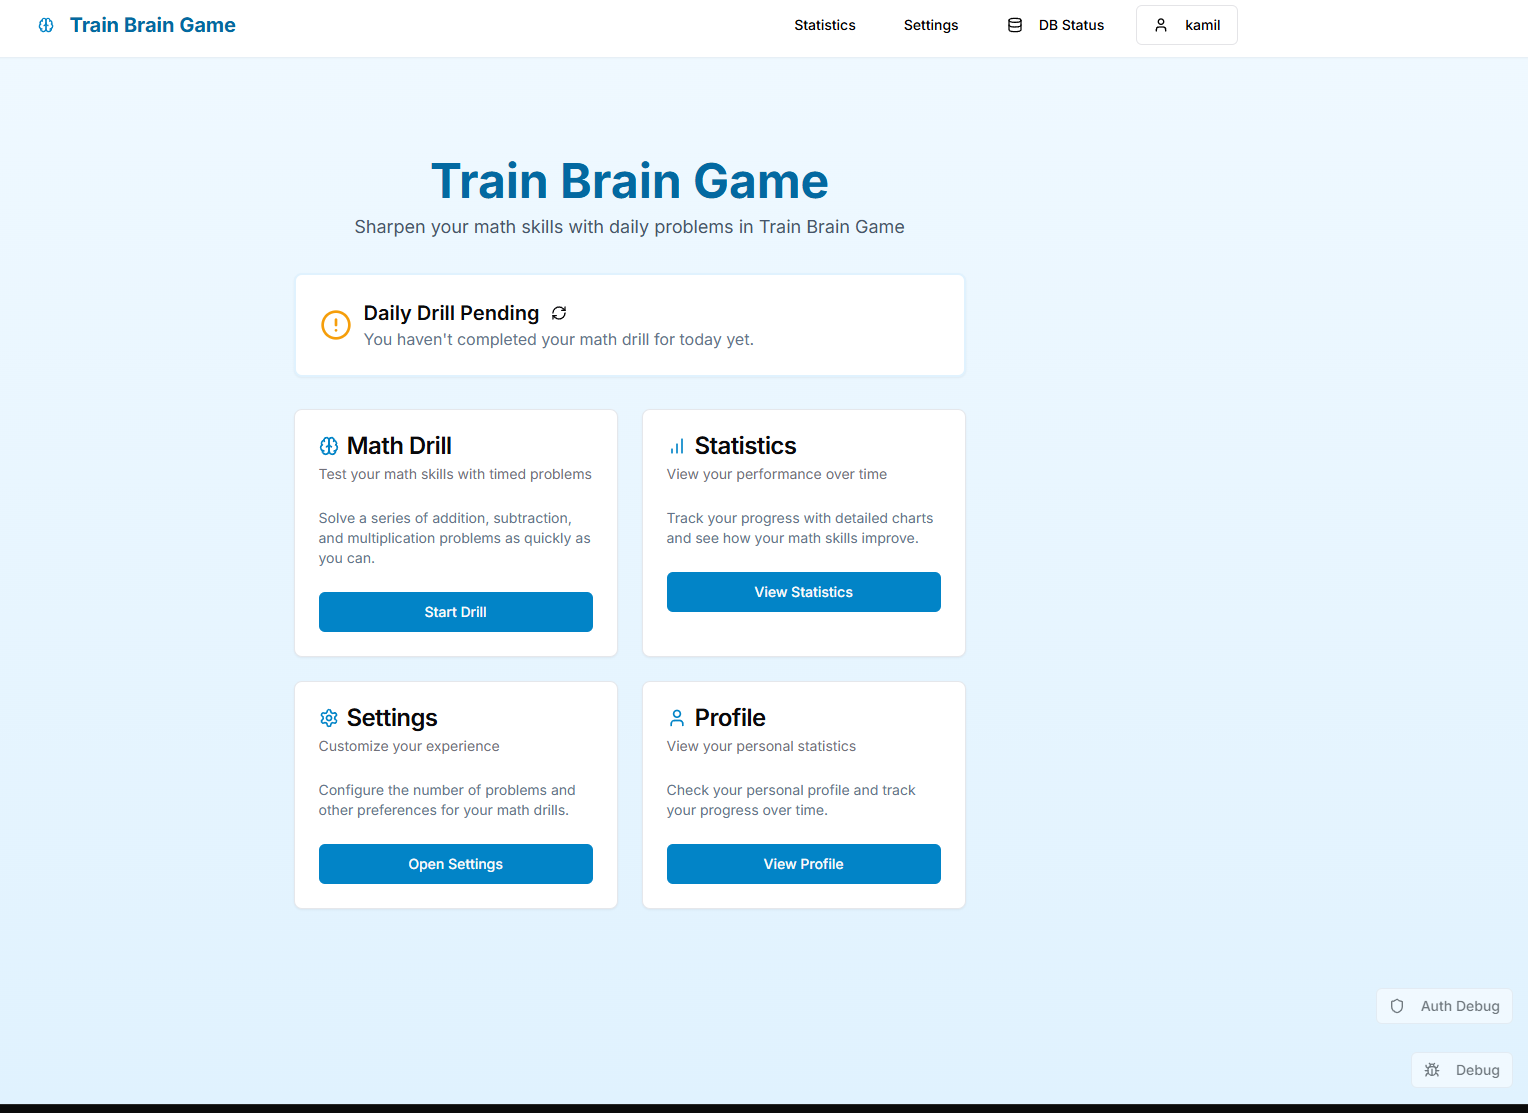 Train Brain Game
Statistics
Settings
DB Status
kamil
Train Brain Game
Sharpen your math skills with daily problems in Train Brain Game
Daily Drill Pending
You haven't completed your math drill for today yet.
Math Drill
Test your math skills with timed problems
Solve a series of addition, subtraction,
and multiplication problems as quickly as
you can.
Start Drill
Statistics
View your performance over time
Track your progress with detailed charts
and see how your math skills improve.
View Statistics
Settings
Customize your experience
Configure the number of problems and
other preferences for your math drills.
Open Settings
Profile
View your personal statistics
Check your personal profile and track
your progress over time.
View Profile
Auth Debug
Debug